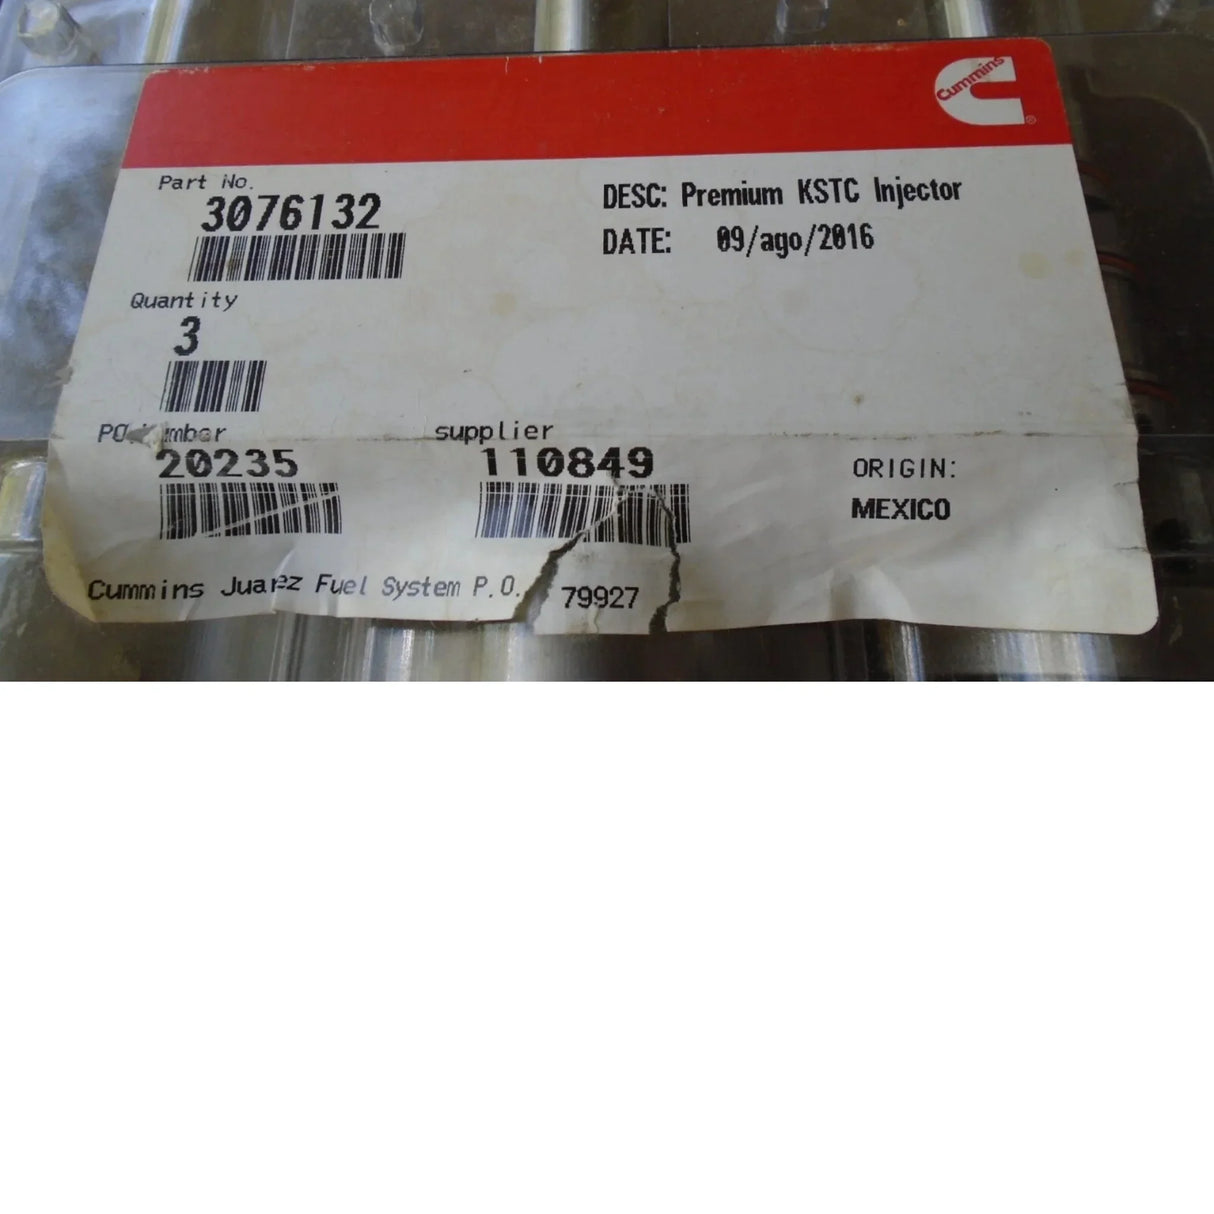 Cummins
Part No.
3076132
DESC: Premium KSTC Injector
DATE: 09/ago/2016
Quantity
3
supplier
20235
110849
ORIGIN:
MEXICO
Cummins Juarez Fuel System P.O. 79927